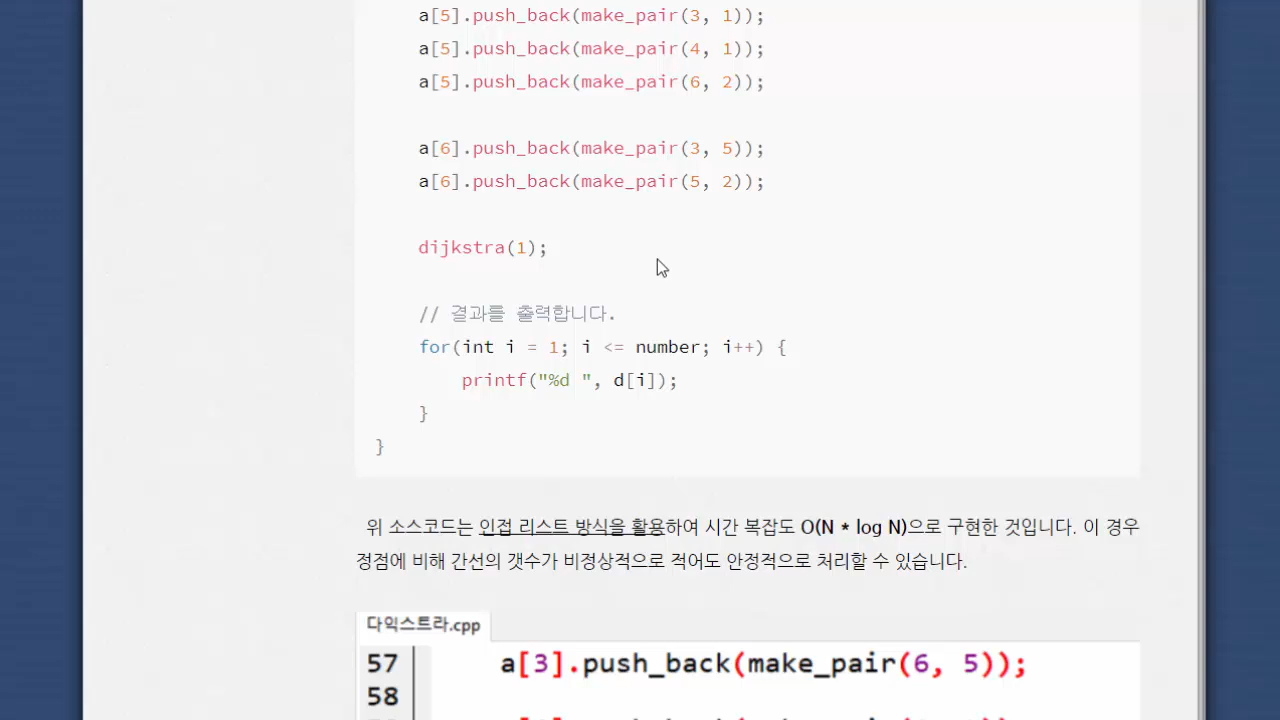 a[5].push_back(make_pair(3, 1));
a[5].push_back(make_pair(4, 1));
a[5].push_back(make_pair(6, 2));
a[6].push_back(make_pair(3, 5));
a[6].push_back(make_pair(5, 2));
dijkstra(1);
// 결과를 출력합니다.
for(int i = 1; i <= number; i++) {
printf("%d ", d[i]);
}
}
위 소스코드는 인접 리스트 방식을 활용하여 시간 복잡도 O(N * log N)으로 구현한 것입니다. 이 경우
정점에 비해 간선의 갯수가 비정상적으로 적어도 안정적으로 처리할 수 있습니다.
다익스트라.cpp
57 a[3].push_back(make_pair(6, 5));
58